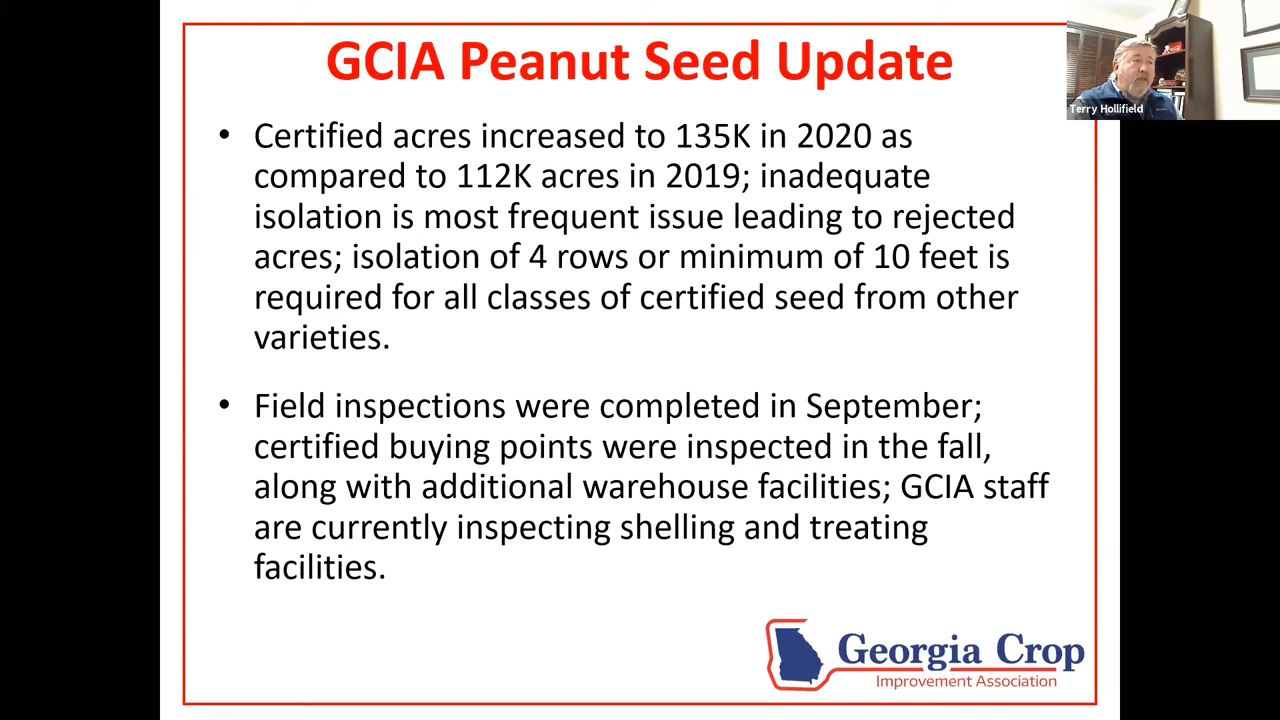 GCIA Peanut Seed Update
Terry Hollifield
• Certified acres increased to 135K in 2020 as
compared to 112K acres in 2019; inadequate
isolation is most frequent issue leading to rejected
acres; isolation of 4 rows or minimum of 10 feet is
required for all classes of certified seed from other
varieties.
• Field inspections were completed in September;
certified buying points were inspected in the fall,
along with additional warehouse facilities; GCIA staff
are currently inspecting shelling and treating
facilities.
Georgia Crop
Improvement Association